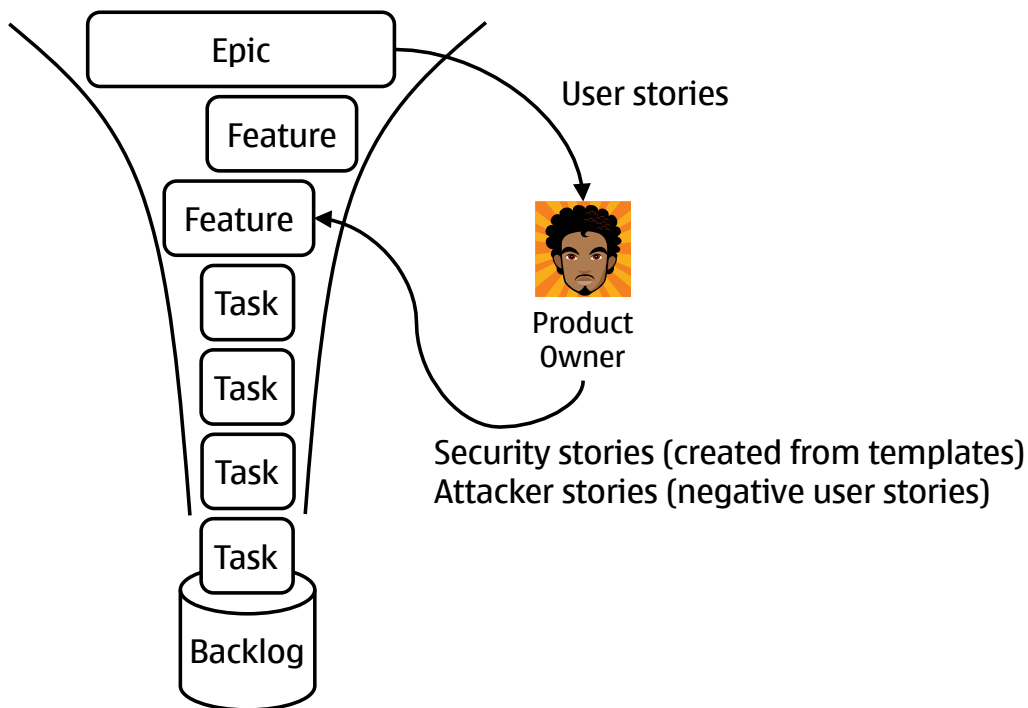 Epic
User stories
Feature
Feature
Task
Product
Owner
Task
Security stories (created from templates)
Attacker stories (negative user stories)
Task
Task
Backlog